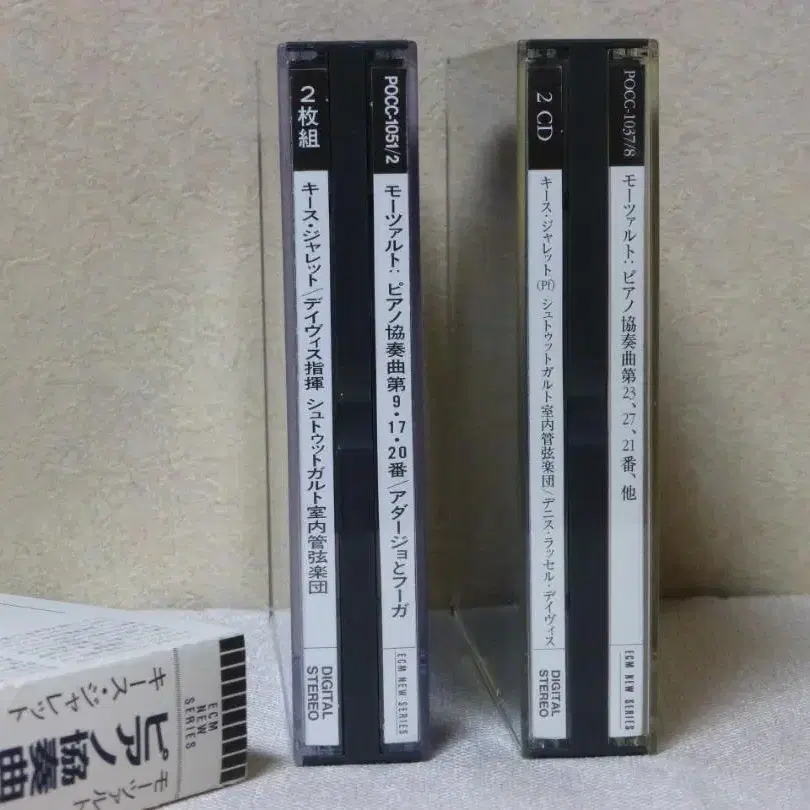 ２枚組
キース・ジャレット／デイヴィス指揮 シュトゥットガルト室内管弦楽団
DIGITAL
STEREO
POCC-1051/2
モーツァルト：ピアノ協奏曲第9・17・20番／アダージョとフーガ
ECM NEW SERIES
2 CD
キース・ジャレット(Pf) シュトゥットガルト室内管弦楽団／デニス・ラッセル・デイヴィス
DIGITAL
STEREO
POCC-1037/8
モーツァルト：ピアノ協奏曲第23、27、21番、他
ECM NEW SERIES
ECM
NEW
SERIES
キース・ジャレット
ピアノ協奏曲
モーツァルト